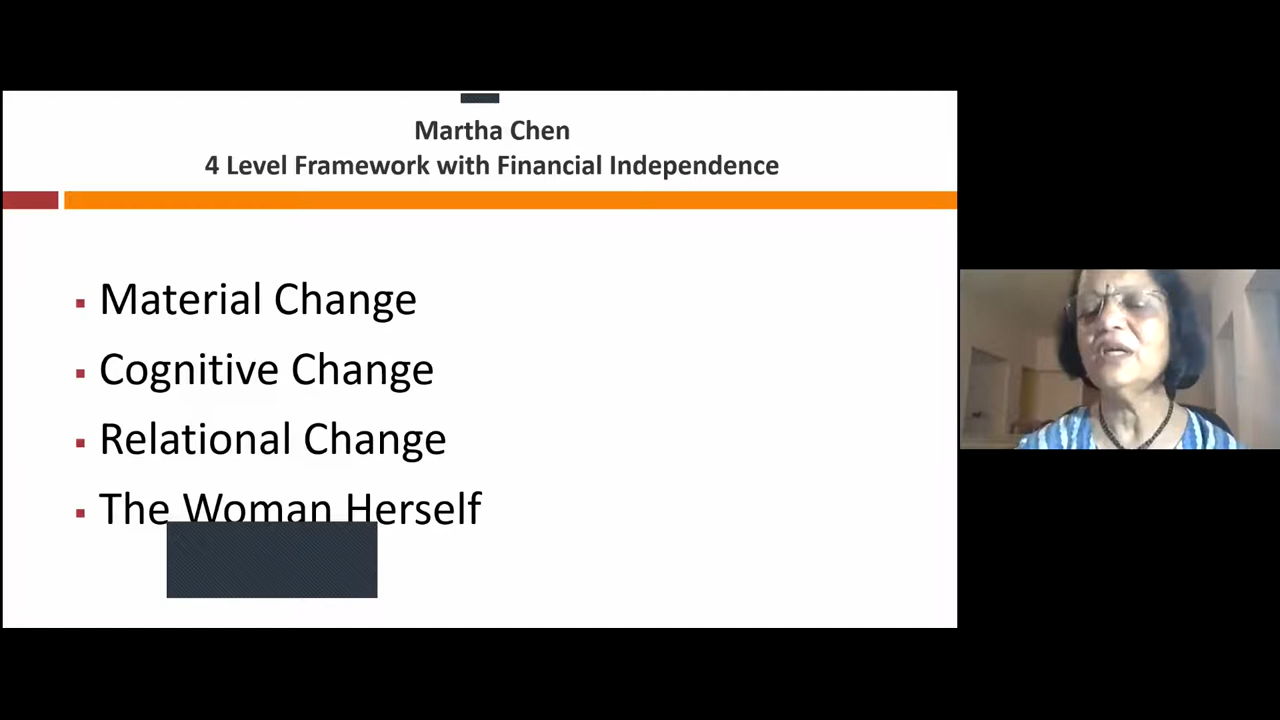 Martha Chen
4 Level Framework with Financial Independence
Material Change
Cognitive Change
Relational Change
The Woman Herself